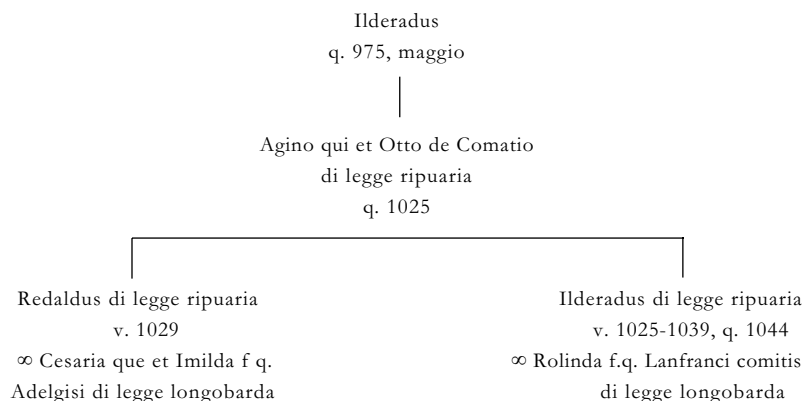 Ilderadus
q. 975, maggio
Agino qui et Otto de Comatio
di legge ripuaria
q. 1025
Redaldus di legge ripuaria
v. 1029
∞ Cesaria que et Imilda f q.
Adelgisi di legge longobarda
Ilderadus di legge ripuaria
v. 1025-1039, q. 1044
∞ Rolinda f.q. Lanfranci comitis
di legge longobarda